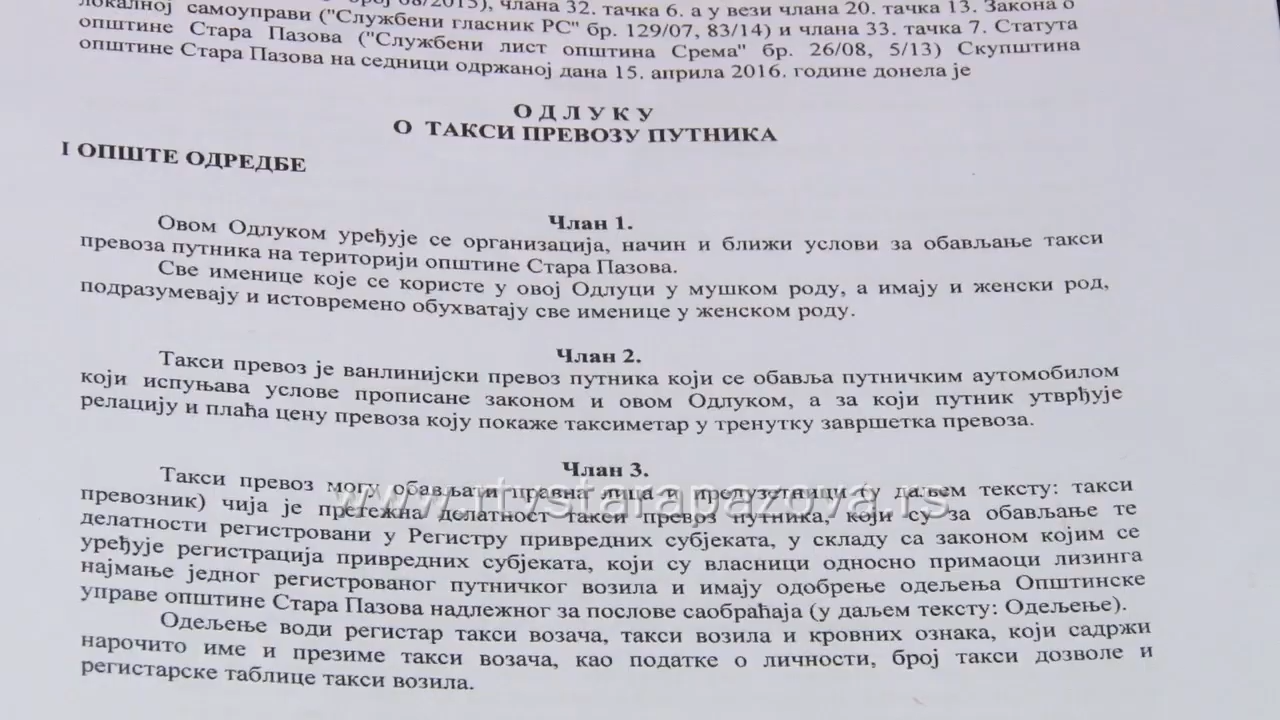 локалној самоуправи ("Службени гласник РС" бр. 129/07, 83/14) и члана 33. тачка 7. Статута
општине Стара Пазова ("Службени лист општина Срема" бр. 26/08, 5/13) Скупштина
општине Стара Пазова на седници одржаној дана 15. априла 2016. године донела је
О Д Л У К У
О ТАКСИ ПРЕВОЗУ ПУТНИКА
I ОПШТЕ ОДРЕДБЕ
Члан 1.
Овом Одлуком уређује се организација, начин и ближи услови за обављање такси
превоза путника на територији општине Стара Пазова.
Све именице које се користе у овој Одлуци у мушком роду, а имају и женски род,
подразумевају и истовремено обухватају све именице у женском роду.
Члан 2.
Такси превоз је ванлинијски превоз путника који се обавља путничким аутомобилом
који испуњава услове прописане законом и овом Одлуком, а за који путник утврђује
релацију и плаћа цену превоза коју покаже таксиметар у тренутку завршетка превоза.
Члан 3.
Такси превоз могу обављати правна лица и предузетници (у даљем тексту: такси
превозник) чија је претежна делатност такси превоз путника, који су за обављање те
делатности регистровани у Регистру привредних субјеката, у складу са законом којим се
уређује регистрација привредних субјеката, који су власници односно примаоци лизинга
најмање једног регистрованог путничког возила и имају одобрење одељења Општинске
управе општине Стара Пазова надлежног за послове саобраћаја (у даљем тексту: Одељење).
Одељење води регистар такси возача, такси возила и кровних ознака, који садржи
нарочито име и презиме такси возача, као податке о личности, број такси дозволе и
регистарске таблице такси возила.
www.rtvstarapazova.rs